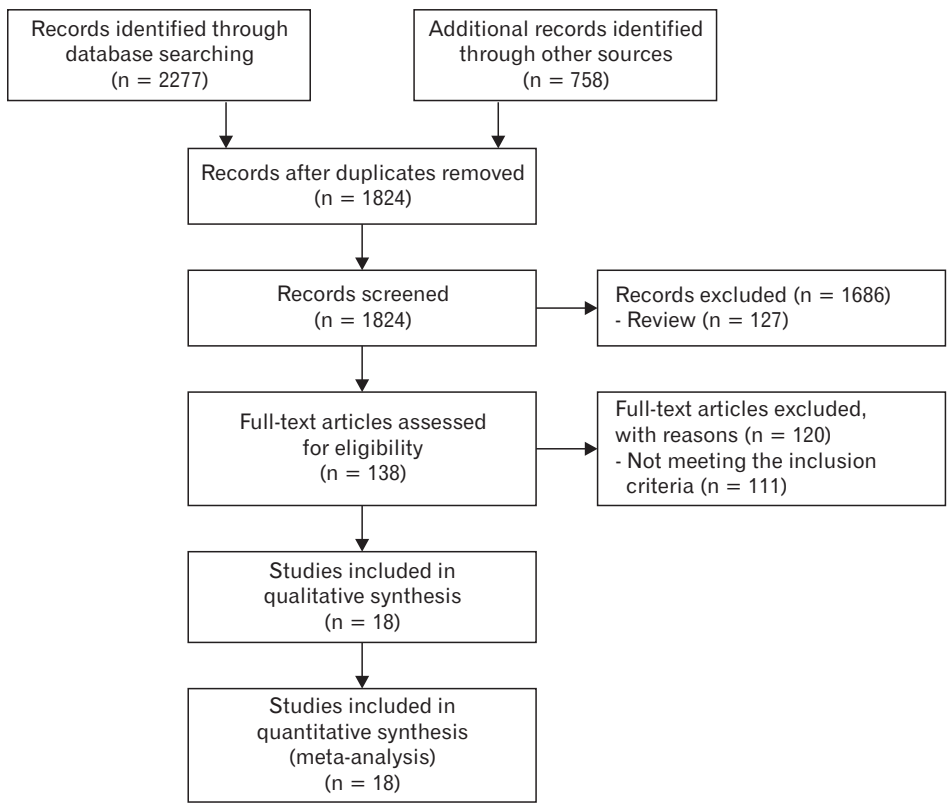 Records identified through
database searching
(n = 2277)
Additional records identified
through other sources
(n = 758)
Records after duplicates removed
(n = 1824)
Records screened
(n = 1824)
Records excluded (n = 1686)
- Review (n = 127)
Full-text articles assessed
for eligibility
(n = 138)
Full-text articles excluded,
with reasons (n = 120)
- Not meeting the inclusion
criteria (n = 111)
Studies included in
qualitative synthesis
(n = 18)
Studies included in
quantitative synthesis
(meta-analysis)
(n = 18)